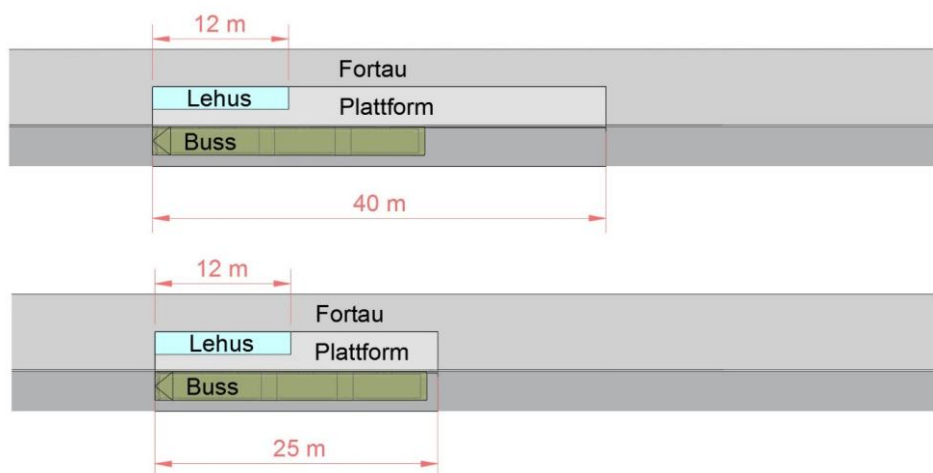 12 m
Fortau
Lehus
Plattform
Buss
40 m
12 m
Fortau
Lehus
Plattform
Buss
25 m